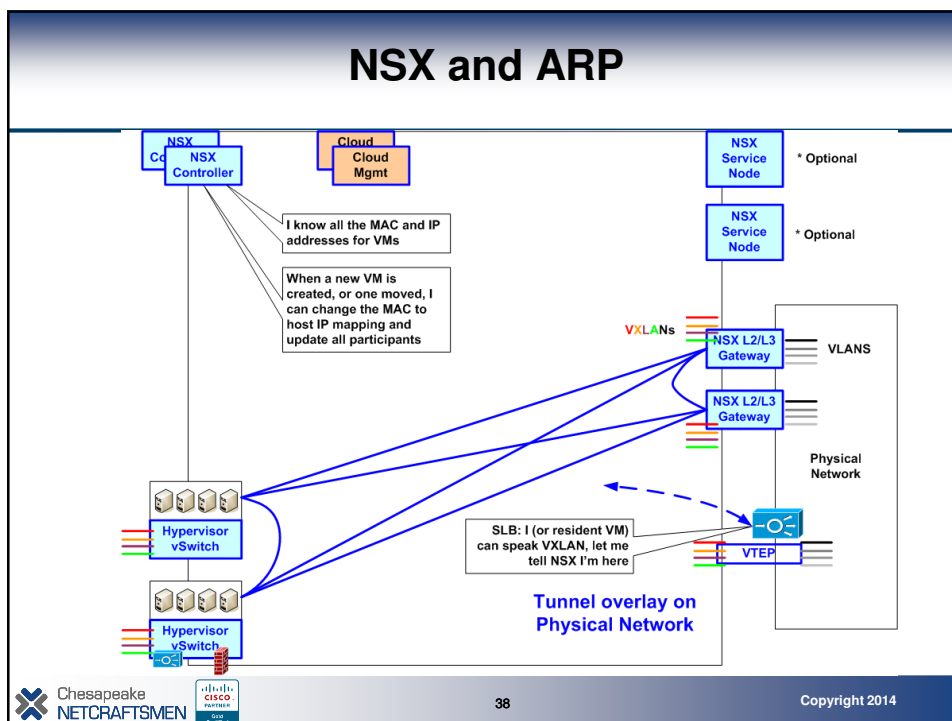 NSX and ARP
NSX
Co
NSX
Controller
Cloud
Cloud
Mgmt
NSX
Service
Node
* Optional
I know all the MAC and IP
addresses for VMs
NSX
Service
Node
* Optional
When a new VM is
created, or one moved, I
can change the MAC to
host IP mapping and
update all participants
VXLANs
NSX L2/L3
Gateway
VLANS
NSX L2/L3
Gateway
Physical
Network
Hypervisor
vSwitch
SLB: I (or resident VM)
can speak VXLAN, let me
tell NSX I'm here
VTEP
Tunnel overlay on
Physical Network
Hypervisor
vSwitch
Chesapeake
NETCRAFTSMEN
CISCO
PARTNER
Gold
38
Copyright 2014